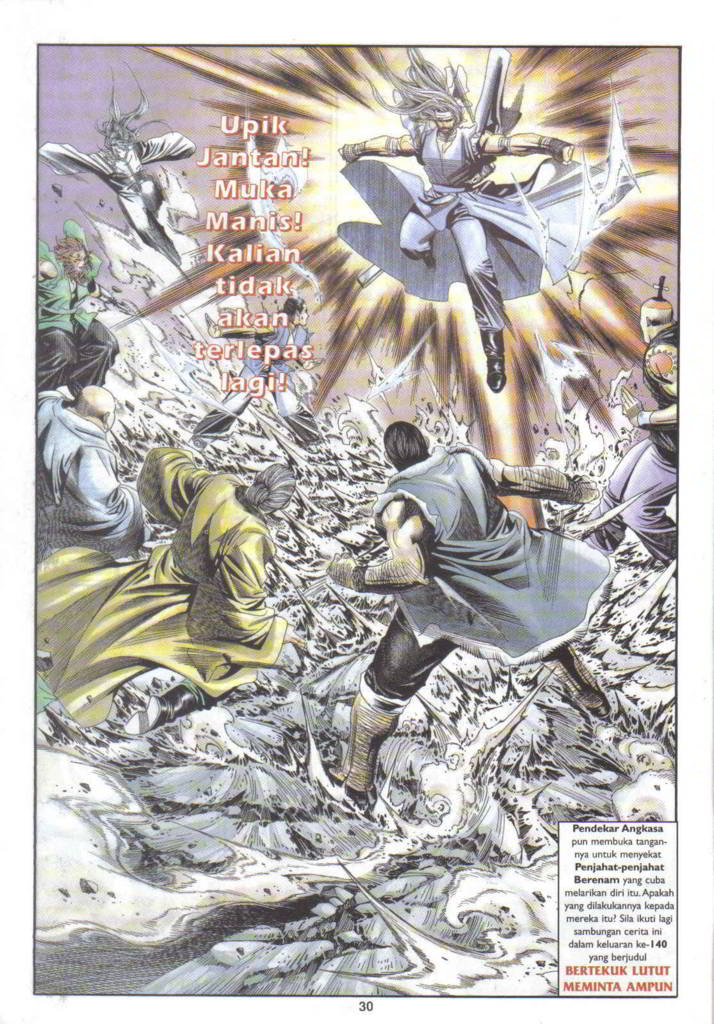 Upik
Jantan!
Muka
Manis!
Kalian
tidak
akan
terlepas
lagi!
Pendekar Angkasa
pun membuka tangan-
nya untuk menyekat
Penjahat-penjahat
Berenam yang cuba
melarikan diri itu. Apakah
yang dilakukannya kepada
mereka itu? Sila ikuti lagi
sambungan cerita ini
dalam keluaran ke-140
yang berjudul
BERTEKUK LUTUT
MEMINTA AMPUN
30